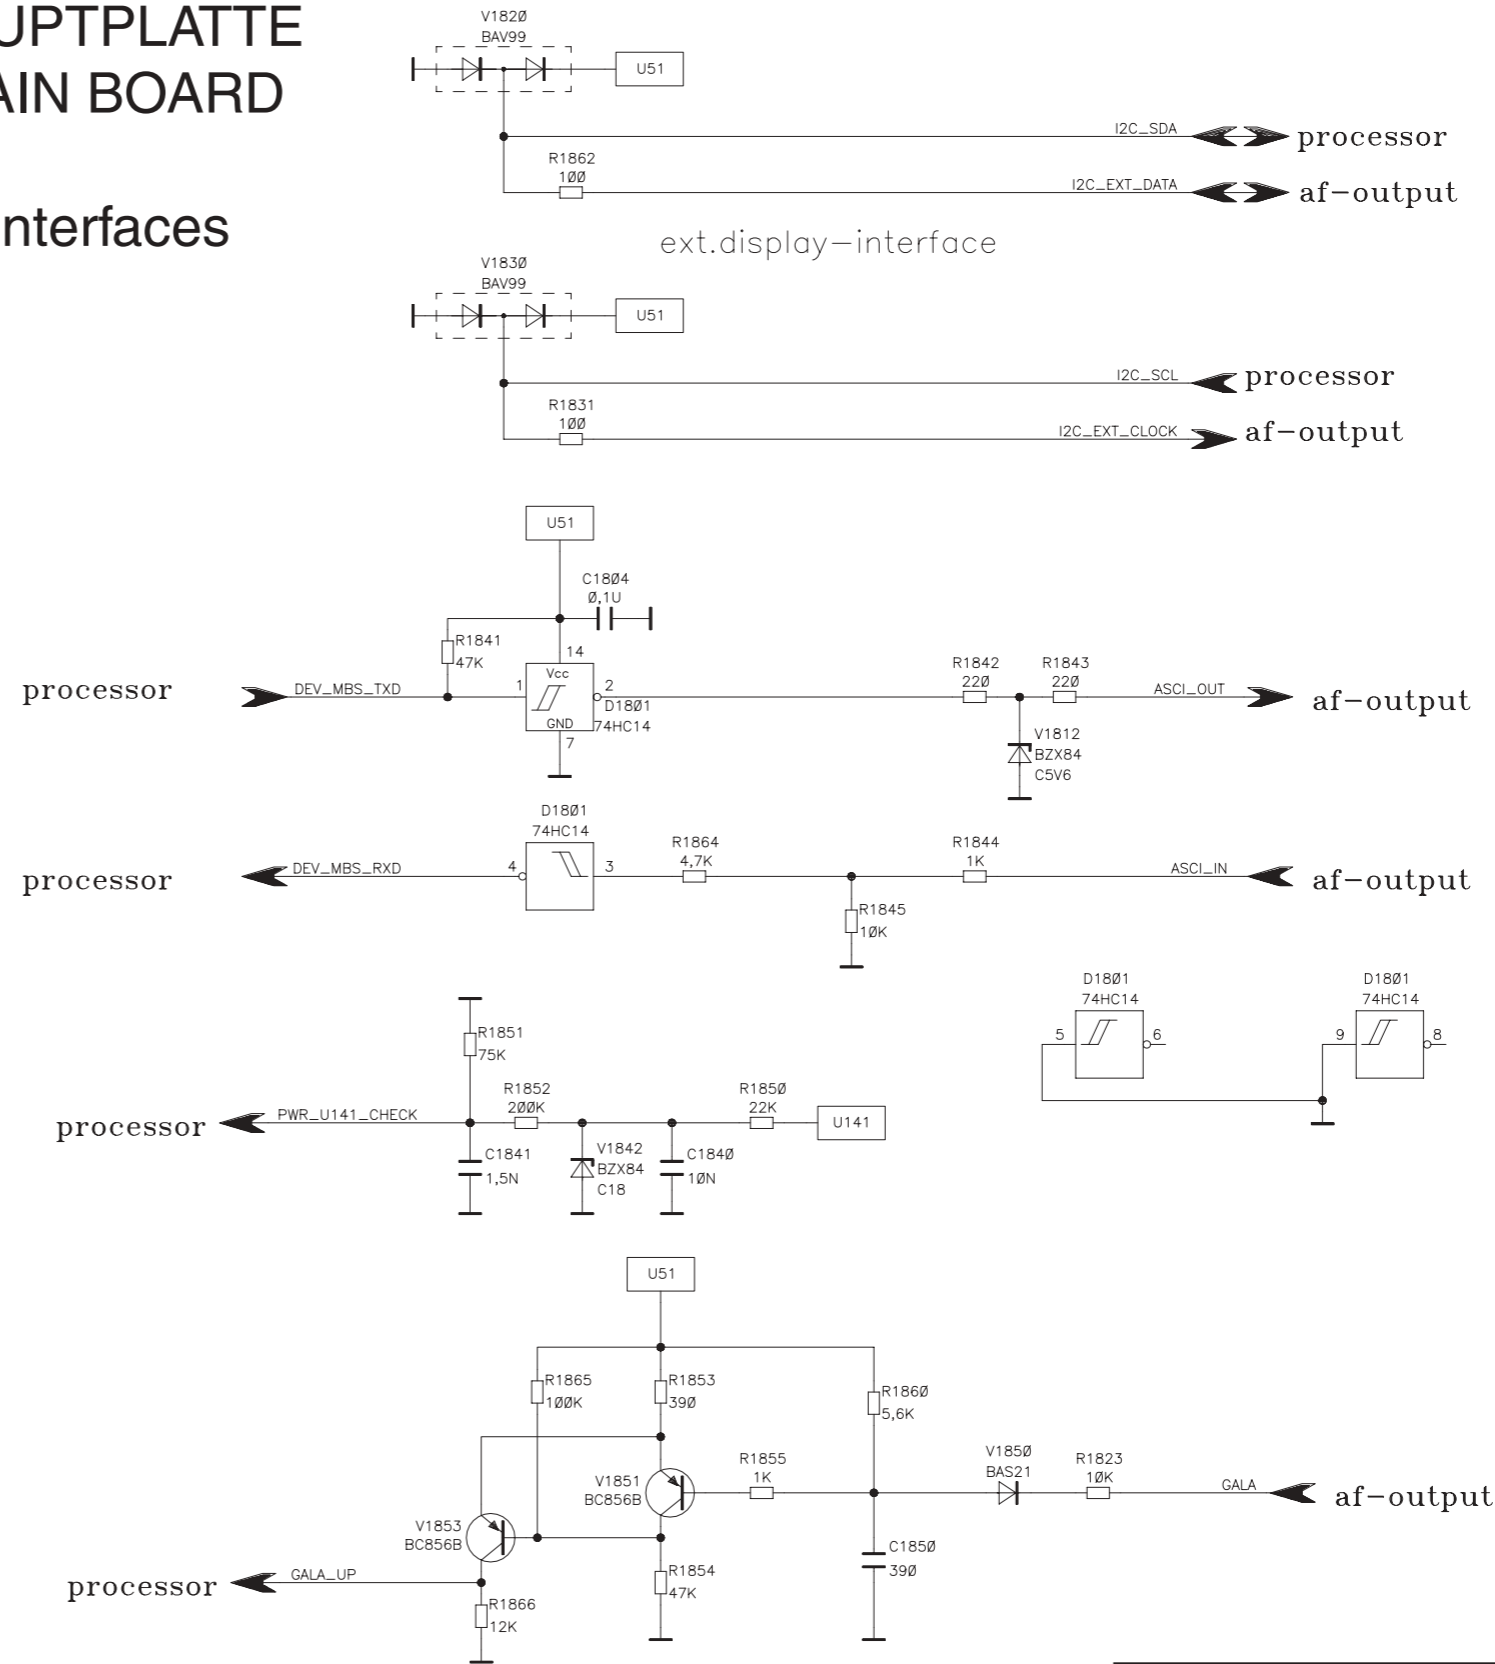 UPTPLATTE
AIN BOARD
nterfaces
V182Ø
BAV99
U51
I2C_SDA
processor
R1862
1ØØ
I2C_EXT_DATA
af-output
ext.display-interface
V183Ø
BAV99
U51
I2C_SCL
processor
R1831
1ØØ
I2C_EXT_CLOCK
af-output
U51
C18Ø4
Ø,1U
R1841
47K
14
processor
DEV_MBS_TXD
1
Vcc
GND
2
D18Ø1
74HC14
7
R1842
22Ø
R1843
22Ø
ASCI_OUT
af-output
V1812
BZX84
C5V6
D18Ø1
74HC14
processor
DEV_MBS_RXD
4
3
R1864
4,7K
R1844
1K
ASCI_IN
af-output
R1845
1ØK
D18Ø1
74HC14
5
6
D18Ø1
74HC14
9
8
R1851
75K
processor
PWR_U141_CHECK
R1852
2ØØK
R185Ø
22K
U141
C1841
1,5N
V1842
BZX84
C18
C184Ø
1ØN
U51
R1865
1ØØK
R1853
39Ø
R186Ø
5,6K
V1851
BC856B
R1855
1K
V185Ø
BAS21
R1823
1ØK
GALA
af-output
V1853
BC856B
C185Ø
39Ø
R1854
47K
processor
GALA_UP
R1866
12K